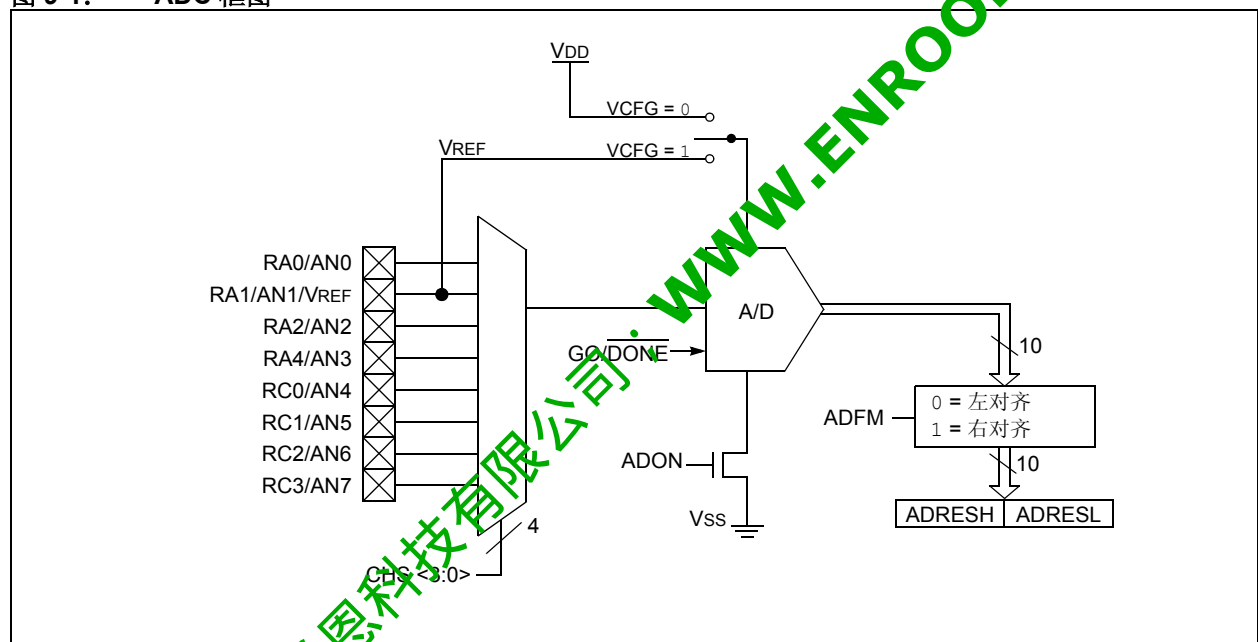 ADC 框图
VDD
VCFG = 0
VREF
VCFG = 1
RA0/AN0
RA1/AN1/VREF
RA2/AN2
RA4/AN3
RC0/AN4
RC1/AN5
RC2/AN6
RC3/AN7
A/D
GO/DONE
10
ADFM
0 = 左对齐
1 = 右对齐
10
ADON
VSS
ADRESH ADRESL
4
CHS <3:0>
恩科技有限公司: WWW.ENROO